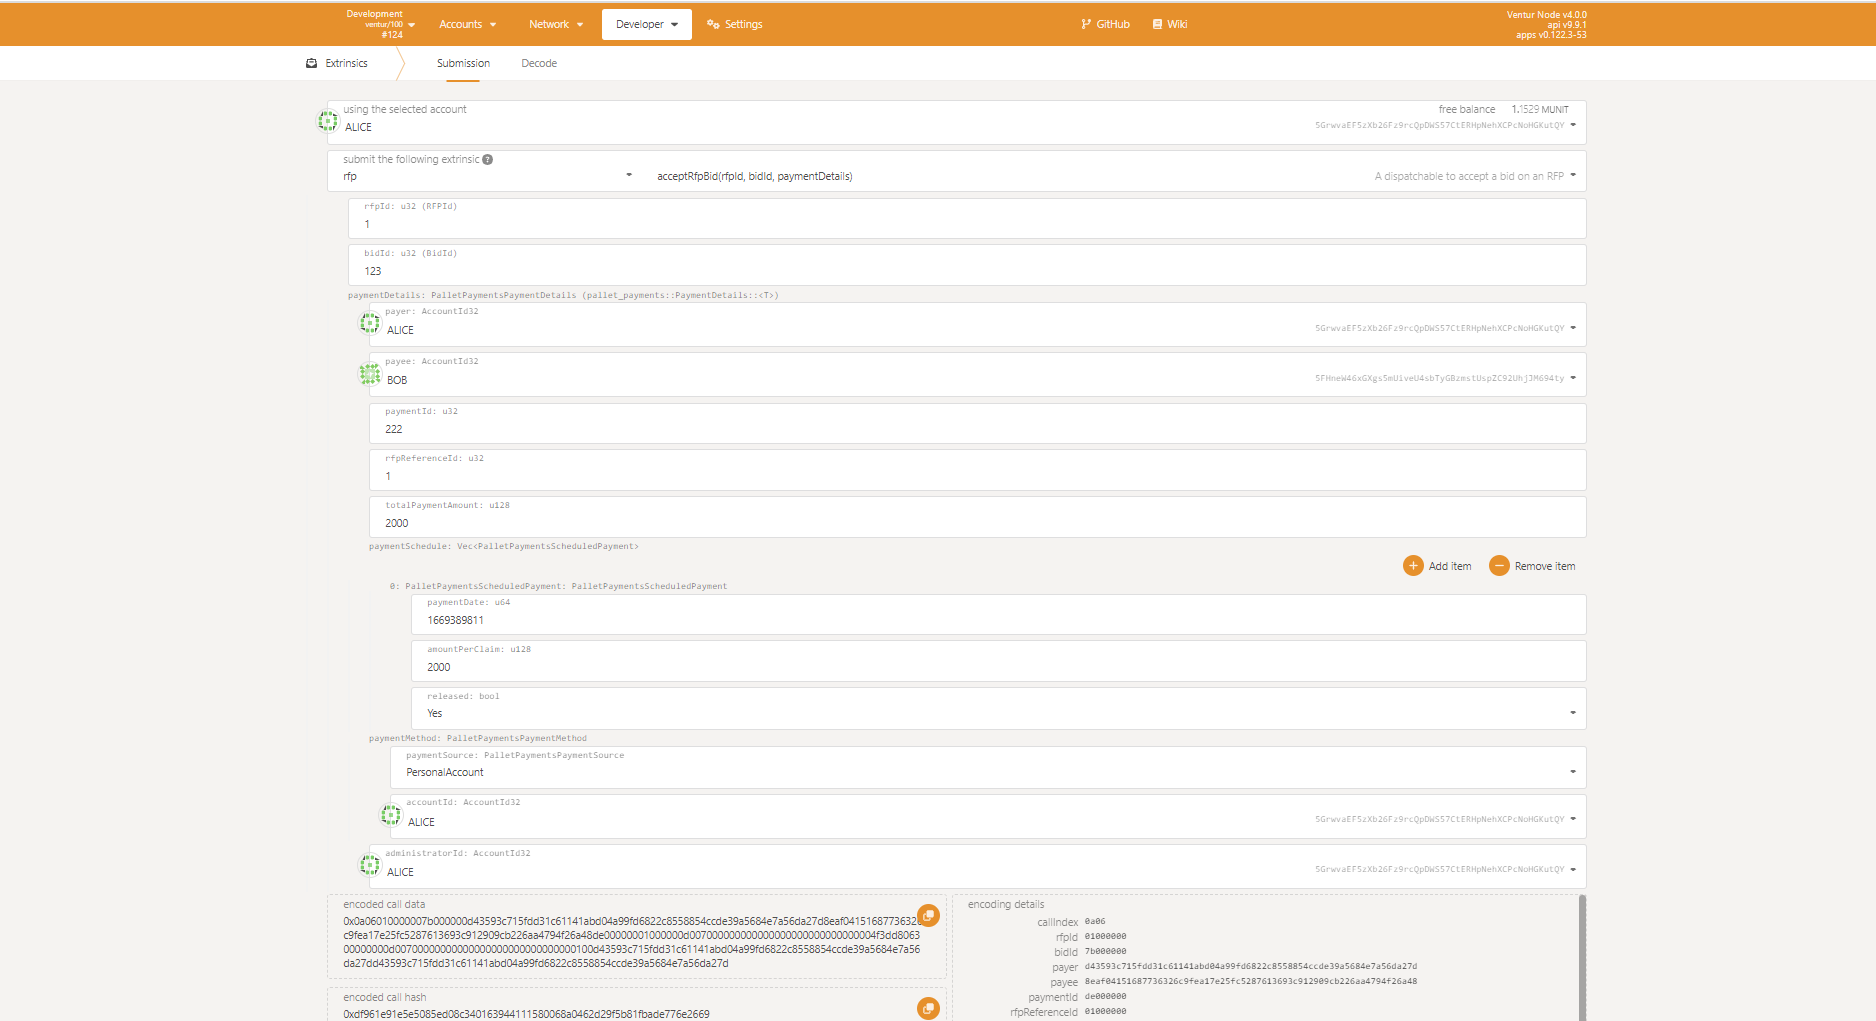 Development
ventur/100
#124
Accounts
Network
Developer
Settings
GitHub
Wiki
Ventur Node v4.0.0
api v9.9.1
apps v0.122.3-53
Extrinsics
Submission
Decode
using the selected account
ALICE
free balance 1.1529 MUNIT
5GrwvaEF5zXb26Fz9rcQpDWS57CtERHpNehXCPcNoHGKutQY
submit the following extrinsic ?
rfp
acceptRfpBid(rfpId, bidId, paymentDetails)
A dispatchable to accept a bid on an RFP
rfpId: u32 (RFPId)
1
bidId: u32 (BidId)
123
paymentDetails: PalletPaymentsPaymentDetails (pallet_payments::PaymentDetails::<T>)
payer: AccountId32
ALICE
5GrwvaEF5zXb26Fz9rcQpDWS57CtERHpNehXCPcNoHGKutQY
payee: AccountId32
BOB
5FHneW46xGXgs5mUiveU4sbTyGBzmstUspZC92UhjJM694ty
paymentId: u32
222
rfpReferenceId: u32
1
totalPaymentAmount: u128
2000
paymentSchedule: Vec<PalletPaymentsScheduledPayment>
Add item
Remove item
0: PalletPaymentsScheduledPayment: PalletPaymentsScheduledPayment
paymentDate: u64
1669389811
amountPerClaim: u128
2000
released: bool
Yes
paymentMethod: PalletPaymentsPaymentMethod
paymentSource: PalletPaymentsPaymentSource
PersonalAccount
accountId: AccountId32
ALICE
5GrwvaEF5zXb26Fz9rcQpDWS57CtERHpNehXCPcNoHGKutQY
administratorId: AccountId32
ALICE
5GrwvaEF5zXb26Fz9rcQpDWS57CtERHpNehXCPcNoHGKutQY
encoded call data
c9fea17e25fc5287613693c912909cb226aa4794f26a48de00000001000000d007000000000000000000000000000004f3dd8063
00000000d00700000000000000000000000000000100d43593c715fdd31c61141abd04a99fd6822c8558854ccde39a5684e7a56
da27dd43593c715fdd31c61141abd04a99fd6822c8558854ccde39a5684e7a56da27d
encoded call hash
0xdf961e91e5e5085ed08c340163944111580068a0462d29f5b81fbade776e2669
encoding details
callIndex 0a06
rfpId 01000000
bidId 7b000000
payer d43593c715fdd31c61141abd04a99fd6822c8558854ccde39a5684e7a56da27d
payee 8eaf04151687736326c9fea17e25fc5287613693c912909cb226aa4794f26a48
paymentId de000000
rfpReferenceId 01000000